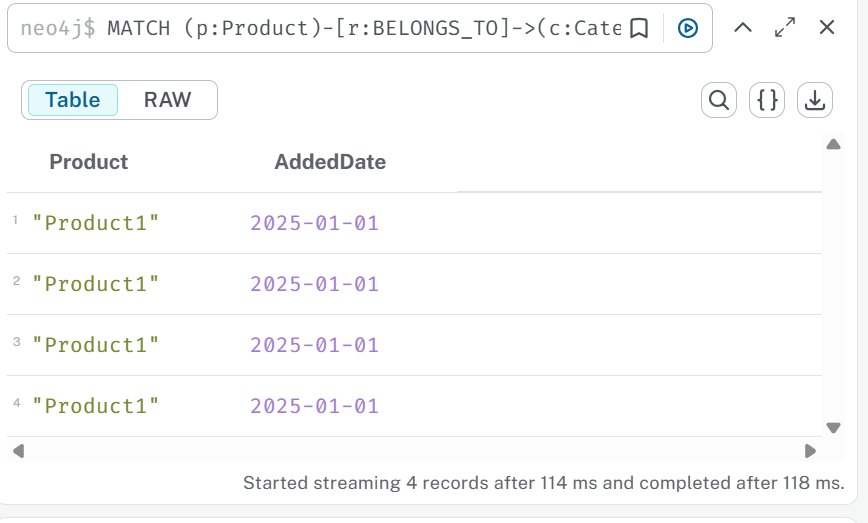 neo4j$ MATCH (p:Product)-[r:BELONGS_TO]->(c:Cate
Table RAW
{}
Product AddedDate
1 "Product1" 2025-01-01
2 "Product1" 2025-01-01
3 "Product1" 2025-01-01
4 "Product1" 2025-01-01
Started streaming 4 records after 114 ms and completed after 118 ms.